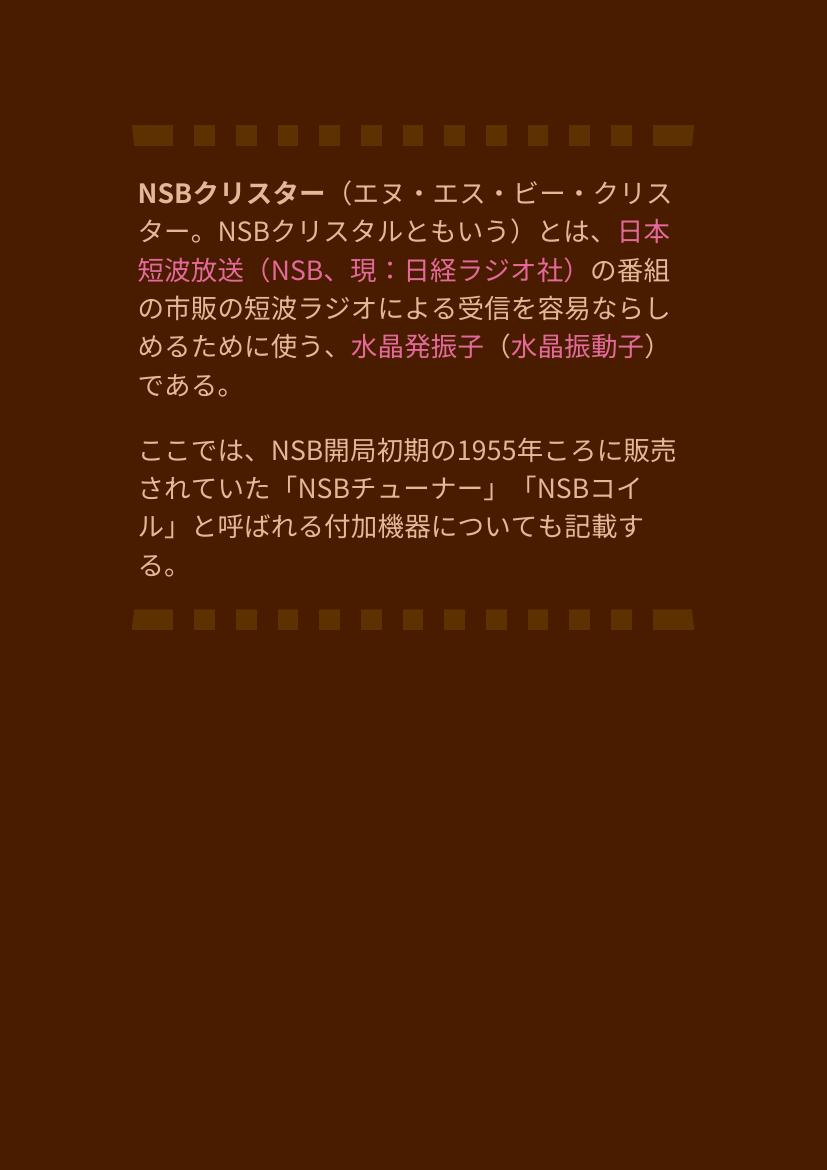 NSBクリスター（エヌ・エス・ビー・クリス
ター。NSBクリスタルともいう）とは、日本
短波放送（NSB、現：日経ラジオ社）の番組
の市販の短波ラジオによる受信を容易ならし
めるために使う、水晶発振子（水晶振動子）
である。
ここでは、NSB開局初期の1955年ころに販売
されていた「NSBチューナー」「NSBコイ
ル」と呼ばれる付加機器についても記載す
る。